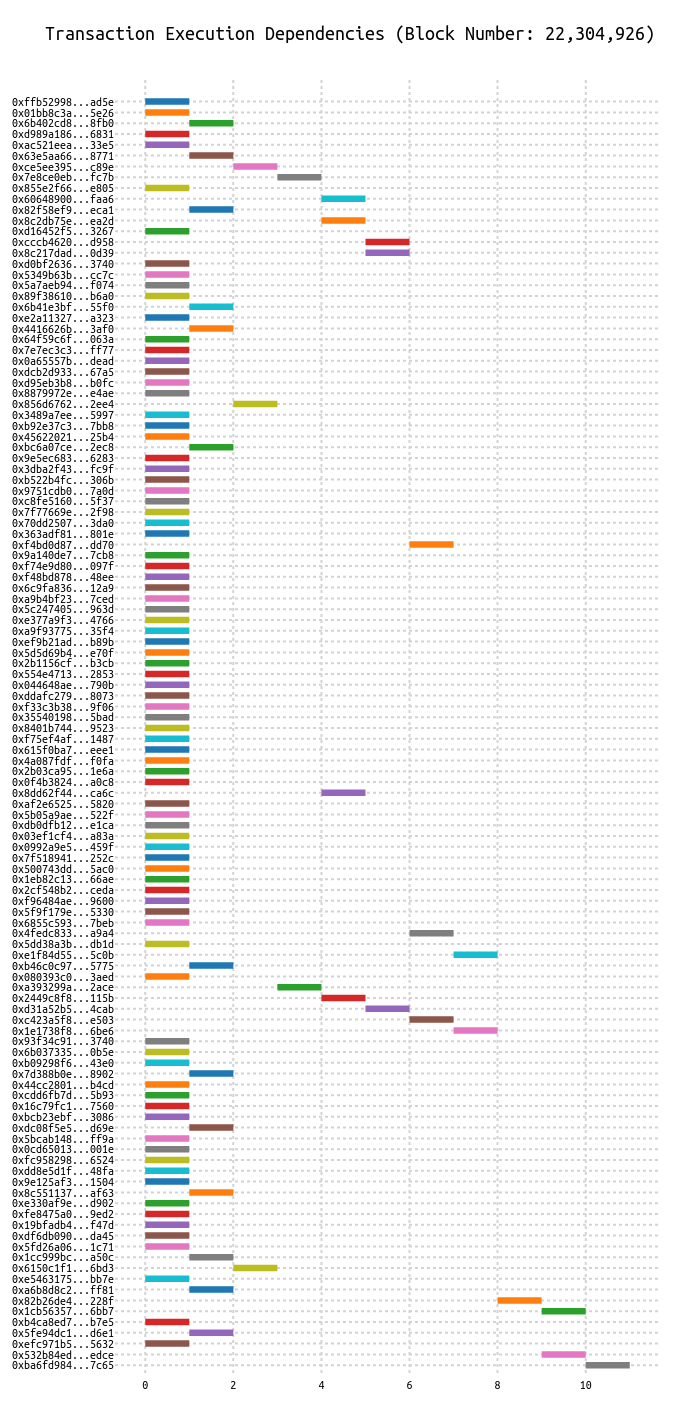 Transaction Execution Dependencies (Block Number: 22,304,926)
0xffb52998...ad5e
0x01bb8c3a...5e26
0x6b402cd8...8fb0
0xd989a186...6831
0xac521eea...33e5
0x63e5aa66...8771
0xce5ee395...c89e
0x7e8ce0eb...fc7b
0x855e2f66...e805
0x60648900...faa6
0x82f58ef9...eca1
0x8c2db75e...ea2d
0xd16452f5...3267
0xcccb4620...d958
0x8c217dad...0d39
0xd0bf2636...3740
0x5349b63b...cc7c
0x5a7aeb94...f074
0x89f38610...b6a0
0x6b41e3bf...55f0
0xe2a11327...a323
0x4416626b...3af0
0x64f59c6f...063a
0x7e7ec3c3...ff77
0x0a65557b...dead
0xdcb2d933...67a5
0xd95eb3b8...b0fc
0x8879972e...e4ae
0x856d6762...2ee4
0x3489a7ee...5997
0xb92e37c3...7bb8
0x45622021...25b4
0xbc6a07ce...2ec8
0x9e5ec683...6283
0x3dba2f43...fc9f
0xb522b4fc...306b
0x9751cdb0...7a0d
0xc8fe5160...5f37
0x7f77669e...2f98
0x70dd2507...3da0
0x363adf81...801e
0xf4bd0d87...dd70
0x9a140de7...7cb8
0xf74e9d80...097f
0xf48bd878...48ee
0x6c9fa836...12a9
0xa9b4bf23...7ced
0x5c247405...963d
0xe377a9f3...4766
0xa9f93775...35f4
0xef9b21ad...b89b
0x5d5d69b4...e70f
0x2b1156cf...b3cb
0x554e4713...2853
0x044648ae...790b
0xddafc279...8073
0xf33c3b38...9f06
0x35540198...5bad
0x8401b744...9523
0xf75ef4af...1487
0x615f0ba7...eee1
0x4a087fdf...f0fa
0x2b03ca95...1e6a
0x0f4b3824...a0c8
0x8dd62f44...ca6c
0xaf2e6525...5820
0x5b05a9ae...522f
0xdb0dfb12...e1ca
0x03ef1cf4...a83a
0x0992a9e5...459f
0x7f518941...252c
0x500743dd...5ac0
0x1eb82c13...66ae
0x2cf548b2...ceda
0xf96484ae...9600
0x5f9f179e...5330
0x6855c593...7beb
0x4fedc833...a9a4
0x5dd38a3b...db1d
0xe1f84d55...5c0b
0xb46c0c97...5775
0x080393c0...3aed
0xa393299a...2ace
0x2449c8f8...115b
0xd31a52b5...4cab
0xc423a5f8...e503
0x1e1738f8...6be6
0x93f34c91...3740
0x6b037335...0b5e
0xb09298f6...43e0
0x7d388b0e...8902
0x44cc2801...b4cd
0xcdd6fb7d...5b93
0x16c79fc1...7560
0xbcb23ebf...3086
0xdc08f5e5...d69e
0x5bcab148...ff9a
0x0cd65013...001e
0xfc958298...6524
0xdd8e5d1f...48fa
0x9e125af3...1504
0x8c551137...af63
0xe330af9e...d902
0xfe8475a0...9ed2
0x19bfadb4...f47d
0xdf6db090...da45
0x5fd26a06...1c71
0x1cc999bc...a50c
0x6150c1f1...6bd3
0xe5463175...bb7e
0xa6b8d8c2...ff81
0x82b26de4...228f
0x1cb56357...6bb7
0xb4ca8ed7...b7e5
0x5fe94dc1...d6e1
0xefc971b5...5632
0x532b84ed...edce
0xba6fd984...7c65
0 2 4 6 8 10